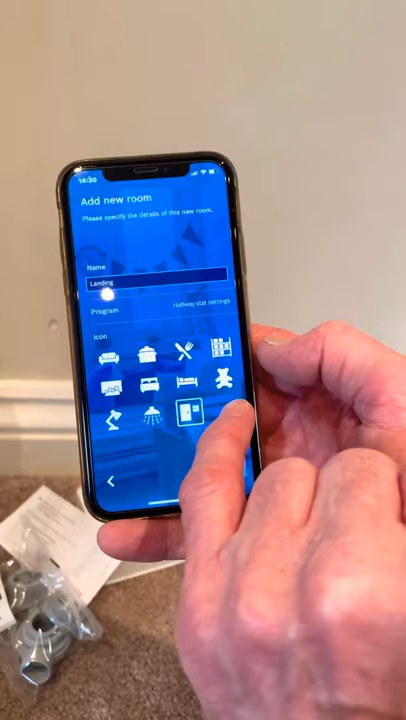 14:30
Add new room
Please specify the details of this new room.
Name
Landing
Program Hallway stat settings
Icon